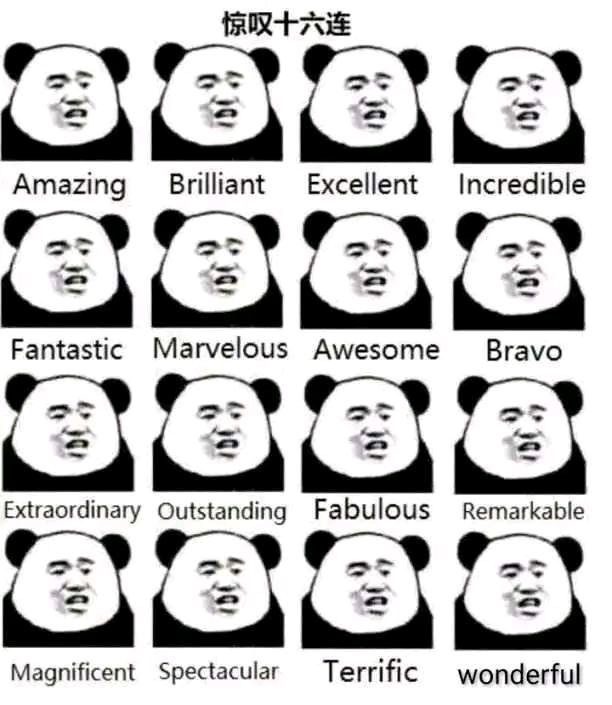 惊叹十六连
Amazing Brilliant Excellent Incredible
Fantastic Marvelous Awesome Bravo
Extraordinary Outstanding Fabulous Remarkable
Magnificent Spectacular Terrific wonderful